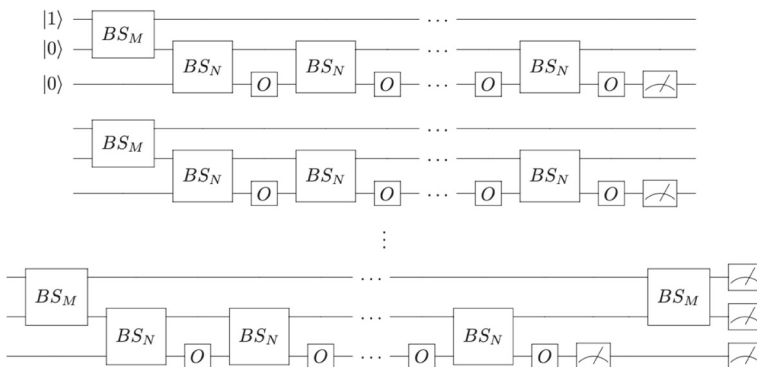 |1⟩ BS_M ···
|0⟩ BS_N BS_N ··· BS_N
|0⟩ O O ··· O O
BS_M ···
BS_N BS_N ··· BS_N
O O ··· O O
⋮
BS_M ··· BS_M
BS_N BS_N ··· BS_N
O O ··· O O